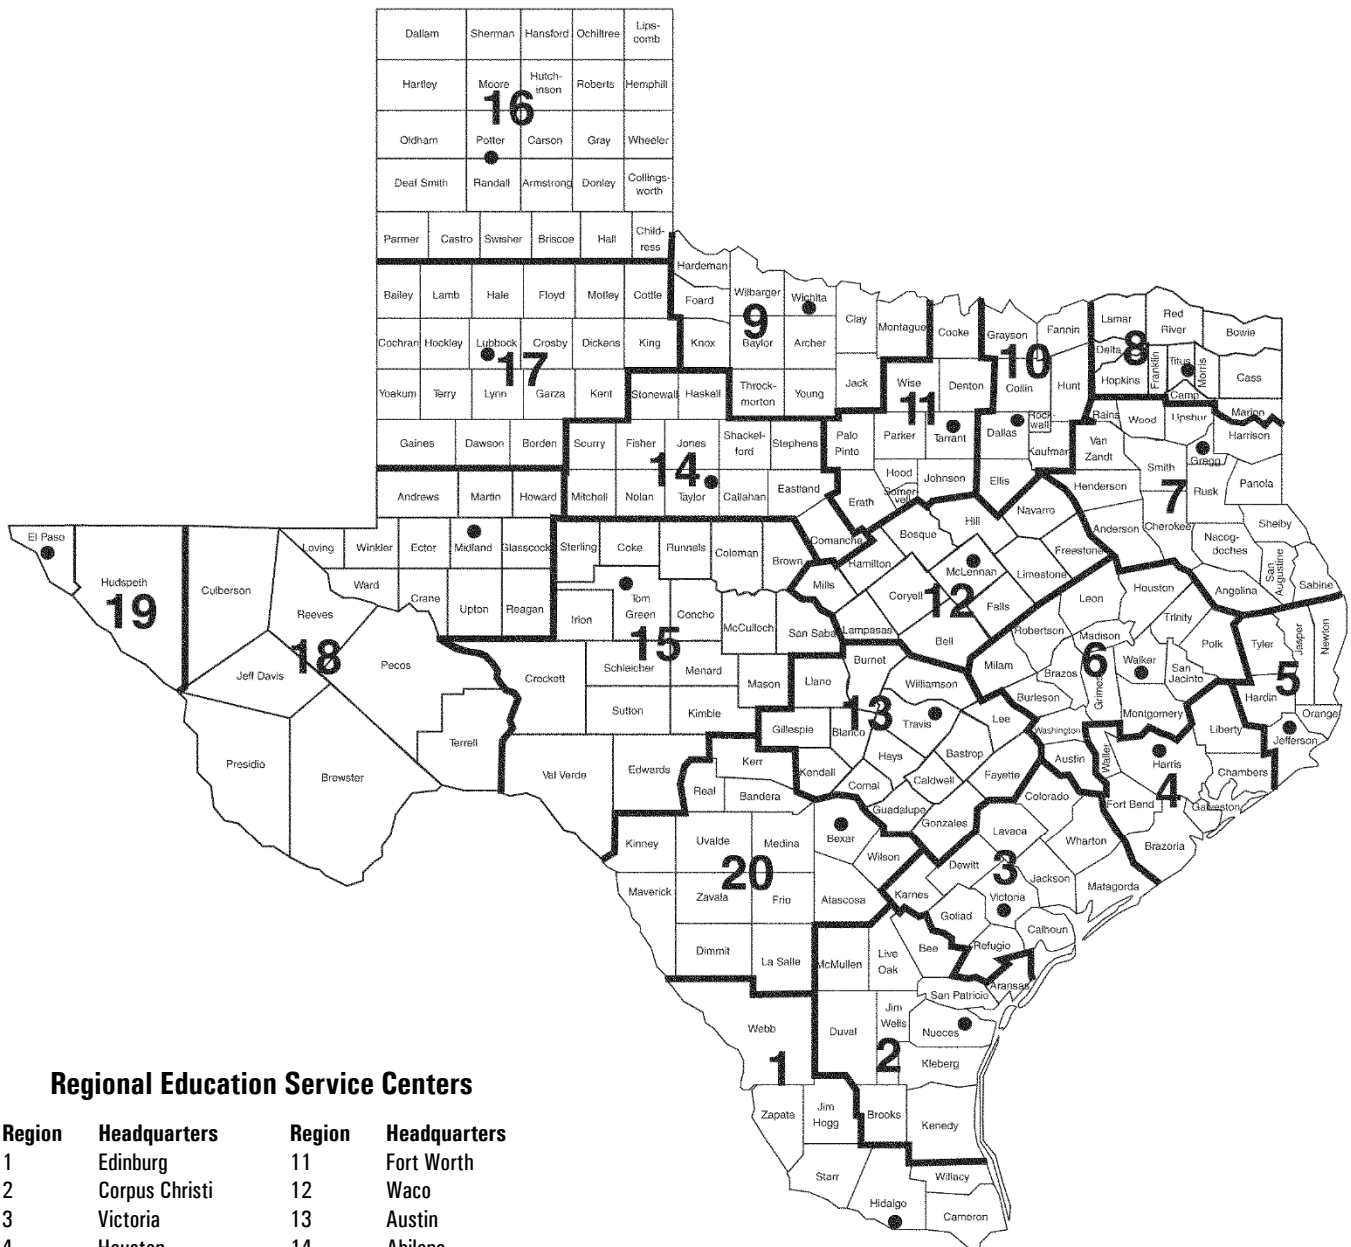 Dallam Sherman Hansford Ochiltree Lips-
comb
Hartley Moore Hutch-
inson Roberts Hemphill
16
Oldham Potter Carson Gray Wheeler
Deaf Smith Randall Armstrong Donley Collings-
worth
Parmer Castro Swisher Briscoe Hall Child-
ress
Hardeman
Bailey Lamb Hale Floyd Motley Cottle Foard Wilbarger Wichita
9
Clay Montague Cooke Grayson Fannin Lamar Red
River Bowie
Cochran Hockley Lubbock Crosby Dickens King Knox Baylor Archer
17
10
8
Delta Hopkins Franklin Titus Morris Camp Cass
Yoakum Terry Lynn Garza Kent Stonewall Haskell Throck-
morton Young Jack Wise Denton Collin Hunt
11
Rains Wood Upshur Marion
Gaines Dawson Borden Scurry Fisher Jones Shackel-
ford Stephens Palo
Pinto Parker Tarrant Dallas Rock-
wall Kaufman Van
Zandt Smith Gregg Harrison
14
7
Andrews Martin Howard Mitchell Nolan Taylor Callahan Eastland Erath Hood Somer-
vell Johnson Ellis Henderson Rusk Panola
El Paso Hudspeth Culberson Loving Winkler Ector Midland Glasscock Sterling Coke Runnels Coleman Brown Comanche Bosque Hill Navarro Anderson Cherokee Nacog-
doches Shelby
19
Reeves Ward Crane Upton Reagan Irion Tom
Green Concho McCulloch Mills Hamilton McLennan Limestone Freestone Houston Angelina San
Augustine Sabine
18
15
12
Coryell Falls Leon Trinity
Jeff Davis Pecos Crockett Schleicher Menard San Saba Lampasas Bell Robertson Madison Polk Tyler Jasper Newton
6
5
Milam Brazos Grimes Walker San
Jacinto Hardin
Presidio Brewster Terrell Sutton Kimble Mason Llano Burnet Williamson Burleson Montgomery Liberty Orange
13
Val Verde Edwards Gillespie Blanco Travis Lee Washington Jefferson
Kerr Kendall Hays Bastrop Austin Waller Harris Chambers
4
Real Bandera Comal Caldwell Fayette Colorado Fort Bend Galveston
Kinney Uvalde Medina Bexar Guadalupe Gonzales Lavaca Wharton Brazoria
20
3
Wilson Dewitt Jackson Matagorda
Maverick Zavala Frio Atascosa Karnes Goliad Victoria
Calhoun
Dimmit La Salle McMullen Live
Oak Bee Refugio
Aransas
San Patricio
Webb Duval Jim
Wells Nueces
1
2
Kleberg
Zapata Jim
Hogg Brooks Kenedy
Starr Hidalgo Willacy
Cameron
Regional Education Service Centers
Region Headquarters Region Headquarters
1 Edinburg 11 Fort Worth
2 Corpus Christi 12 Waco
3 Victoria 13 Austin
4 Houston 14 Abilene